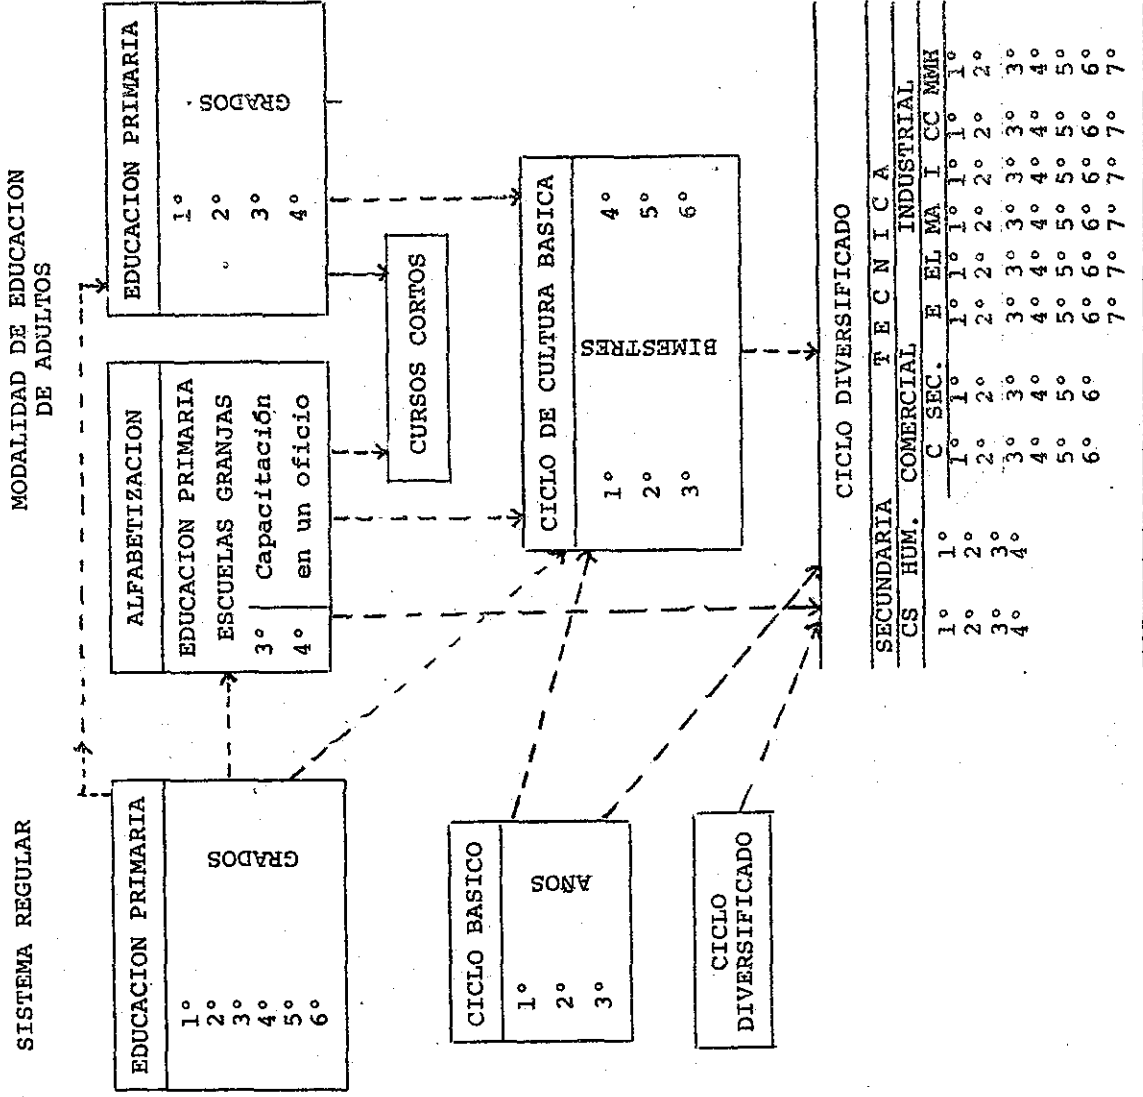 SISTEMA REGULAR
MODALIDAD DE EDUCACION
DE ADULTOS
EDUCACION PRIMARIA
1°
2°
3°
4°
5°
6°
GRADOS
ALFABETIZACION
EDUCACION PRIMARIA
ESCUELAS GRANJAS
3° Capacitación
4° en un oficio
EDUCACION PRIMARIA
1°
2°
3°
4°
GRADOS
CURSOS CORTOS
CICLO BASICO
1°
2°
3°
AÑOS
CICLO DE CULTURA BASICA
1° 4°
2° 5°
3° 6°
BIMESTRES
CICLO
DIVERSIFICADO
CICLO DIVERSIFICADO
SECUNDARIA T E C N I C A
CS HUM. COMERCIAL INDUSTRIAL
C SEC. E EL MA I CC MMH
1° 1° 1° 1° 1° 1° 1° 1° 1° 1°
2° 2° 2° 2° 2° 2° 2° 2° 2° 2°
3° 3° 3° 3° 3° 3° 3° 3° 3° 3°
4° 4° 4° 4° 4° 4° 4° 4° 4° 4°
5° 5° 5° 5° 5° 5° 5° 5°
6° 6° 6° 6° 6° 6° 6° 6°
7° 7° 7° 7° 7° 7°